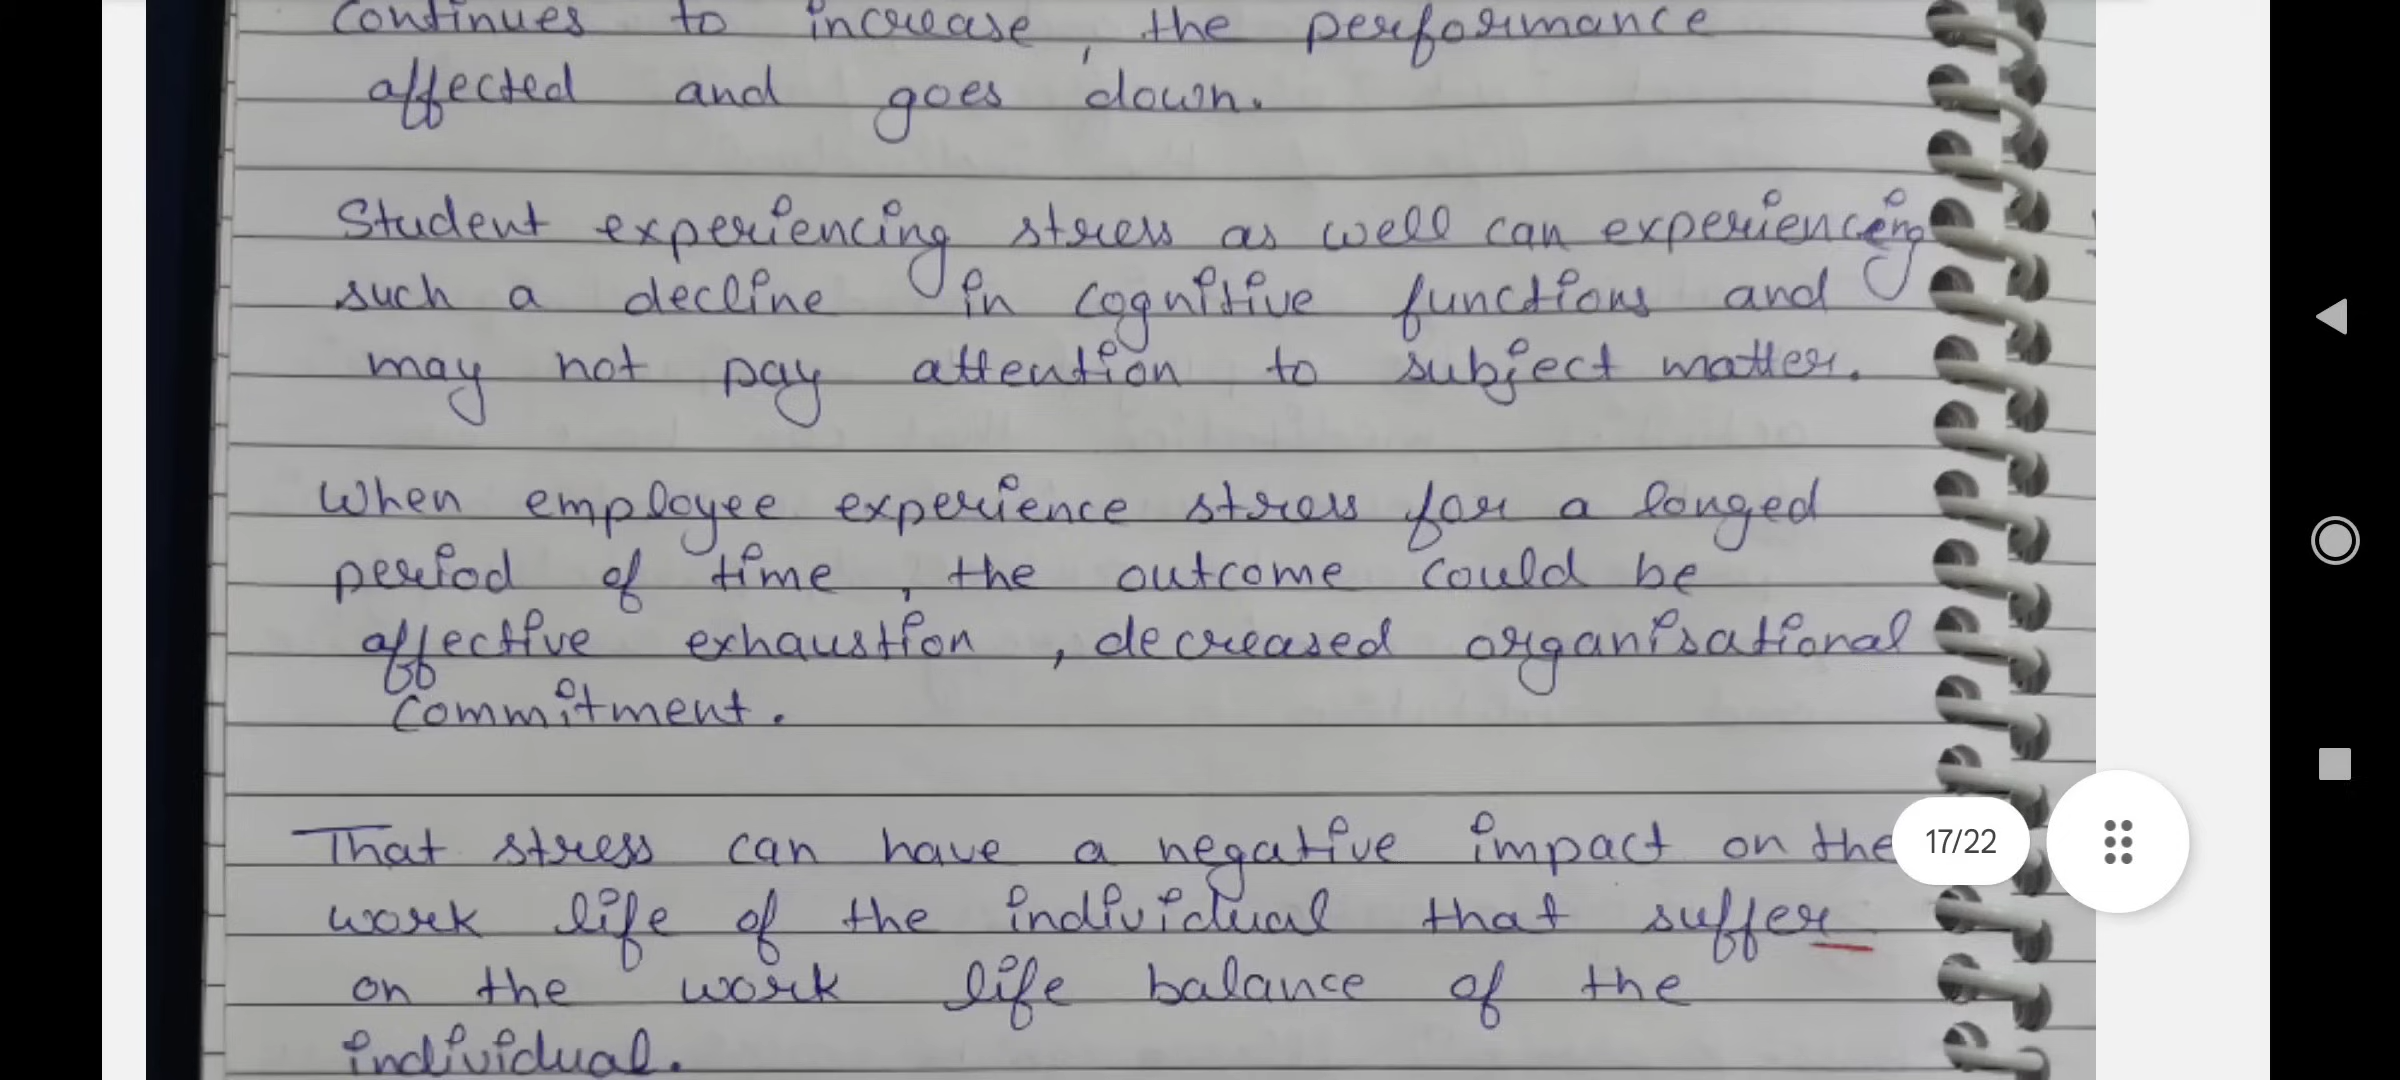 continues to increase, the performance
affected and goes down.
Student experiencing stress as well can experiencing
such a decline in cognitive functions and
may not pay attention to subject matter.
When employee experience stress for a longed
period of time, the outcome could be
affective exhaustion, decreased organisational
commitment.
That stress can have a negative impact on the
work life of the individual that suffer
on the work life balance of the
individual.
17/22